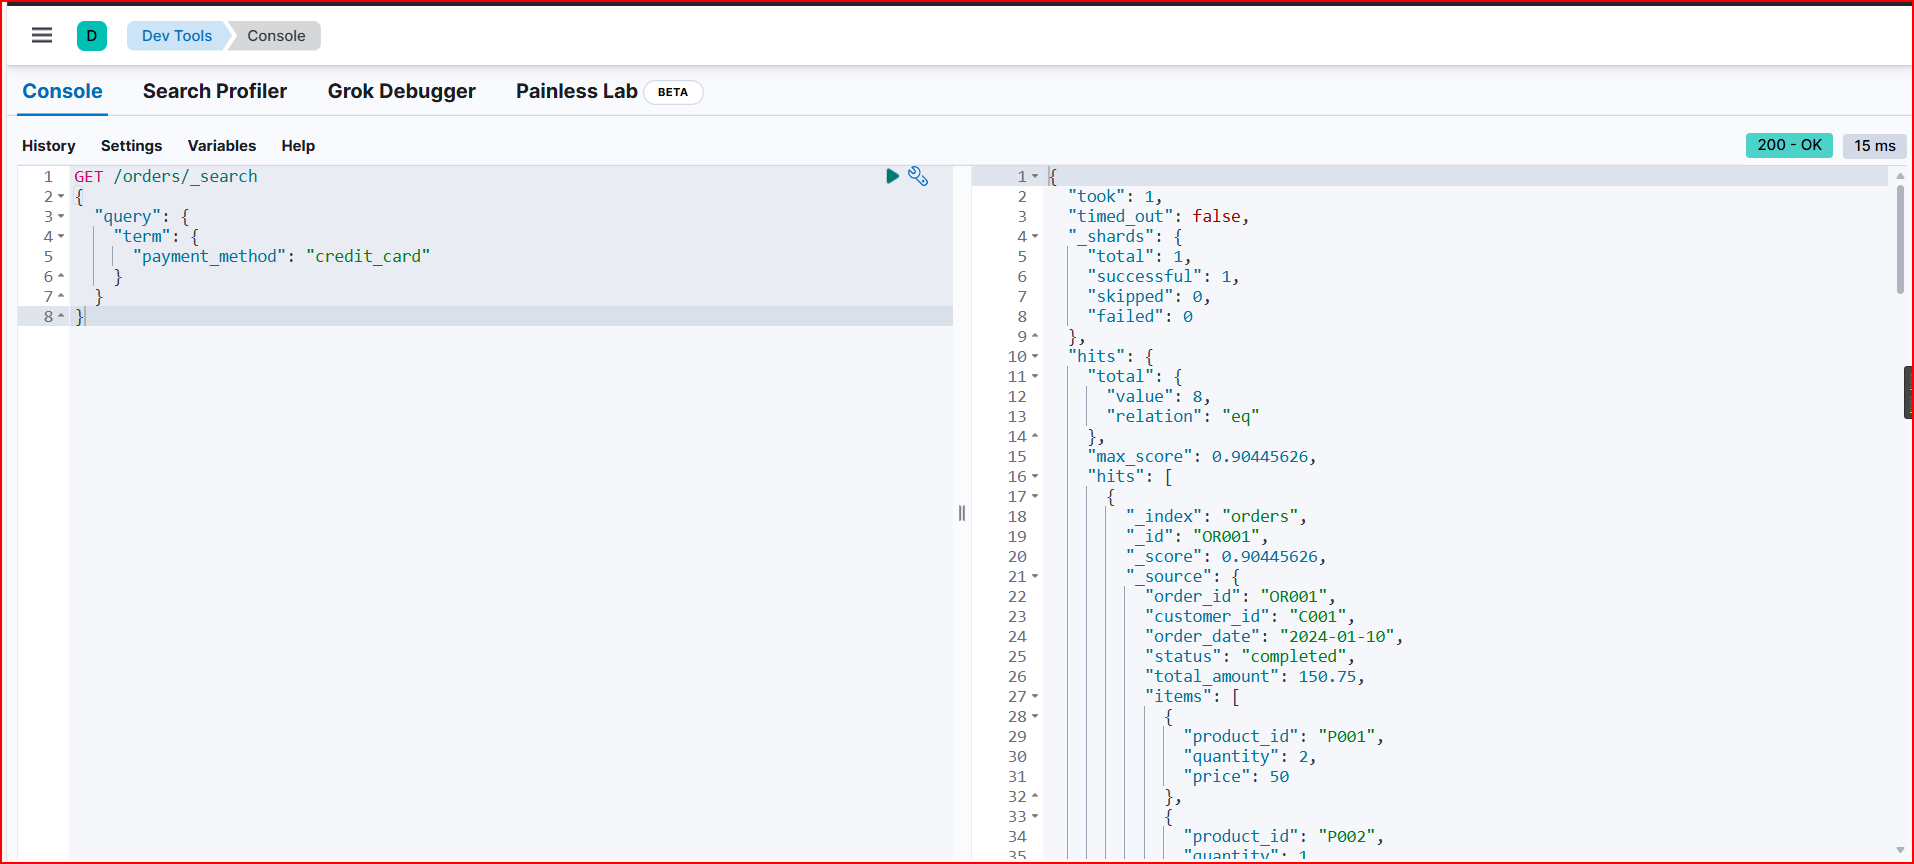 D Dev Tools Console
Console Search Profiler Grok Debugger Painless Lab BETA
History Settings Variables Help 200 - OK 15 ms
1 GET /orders/_search
2 {
3 "query": {
4 "term": {
5 "payment_method": "credit_card"
6 }
7 }
8 }
1 {
2 "took": 1,
3 "timed_out": false,
4 "_shards": {
5 "total": 1,
6 "successful": 1,
7 "skipped": 0,
8 "failed": 0
9 },
10 "hits": {
11 "total": {
12 "value": 8,
13 "relation": "eq"
14 },
15 "max_score": 0.90445626,
16 "hits": [
17 {
18 "_index": "orders",
19 "_id": "OR001",
20 "_score": 0.90445626,
21 "_source": {
22 "order_id": "OR001",
23 "customer_id": "C001",
24 "order_date": "2024-01-10",
25 "status": "completed",
26 "total_amount": 150.75,
27 "items": [
28 {
29 "product_id": "P001",
30 "quantity": 2,
31 "price": 50
32 },
33 {
34 "product_id": "P002",
35 "quantity": 1